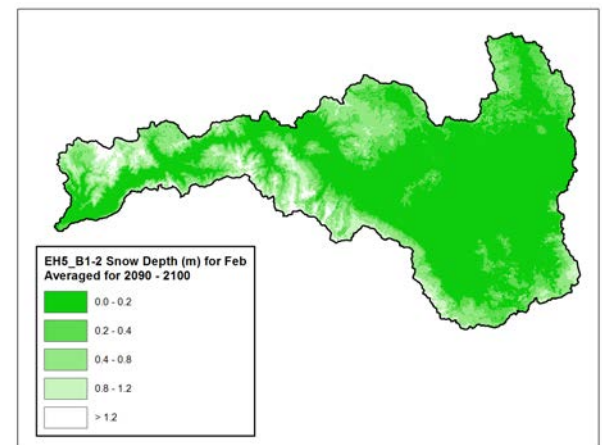 EH5_B1-2 Snow Depth (m) for Feb
Averaged for 2090 - 2100
0.0 - 0.2
0.2 - 0.4
0.4 - 0.8
0.8 - 1.2
> 1.2